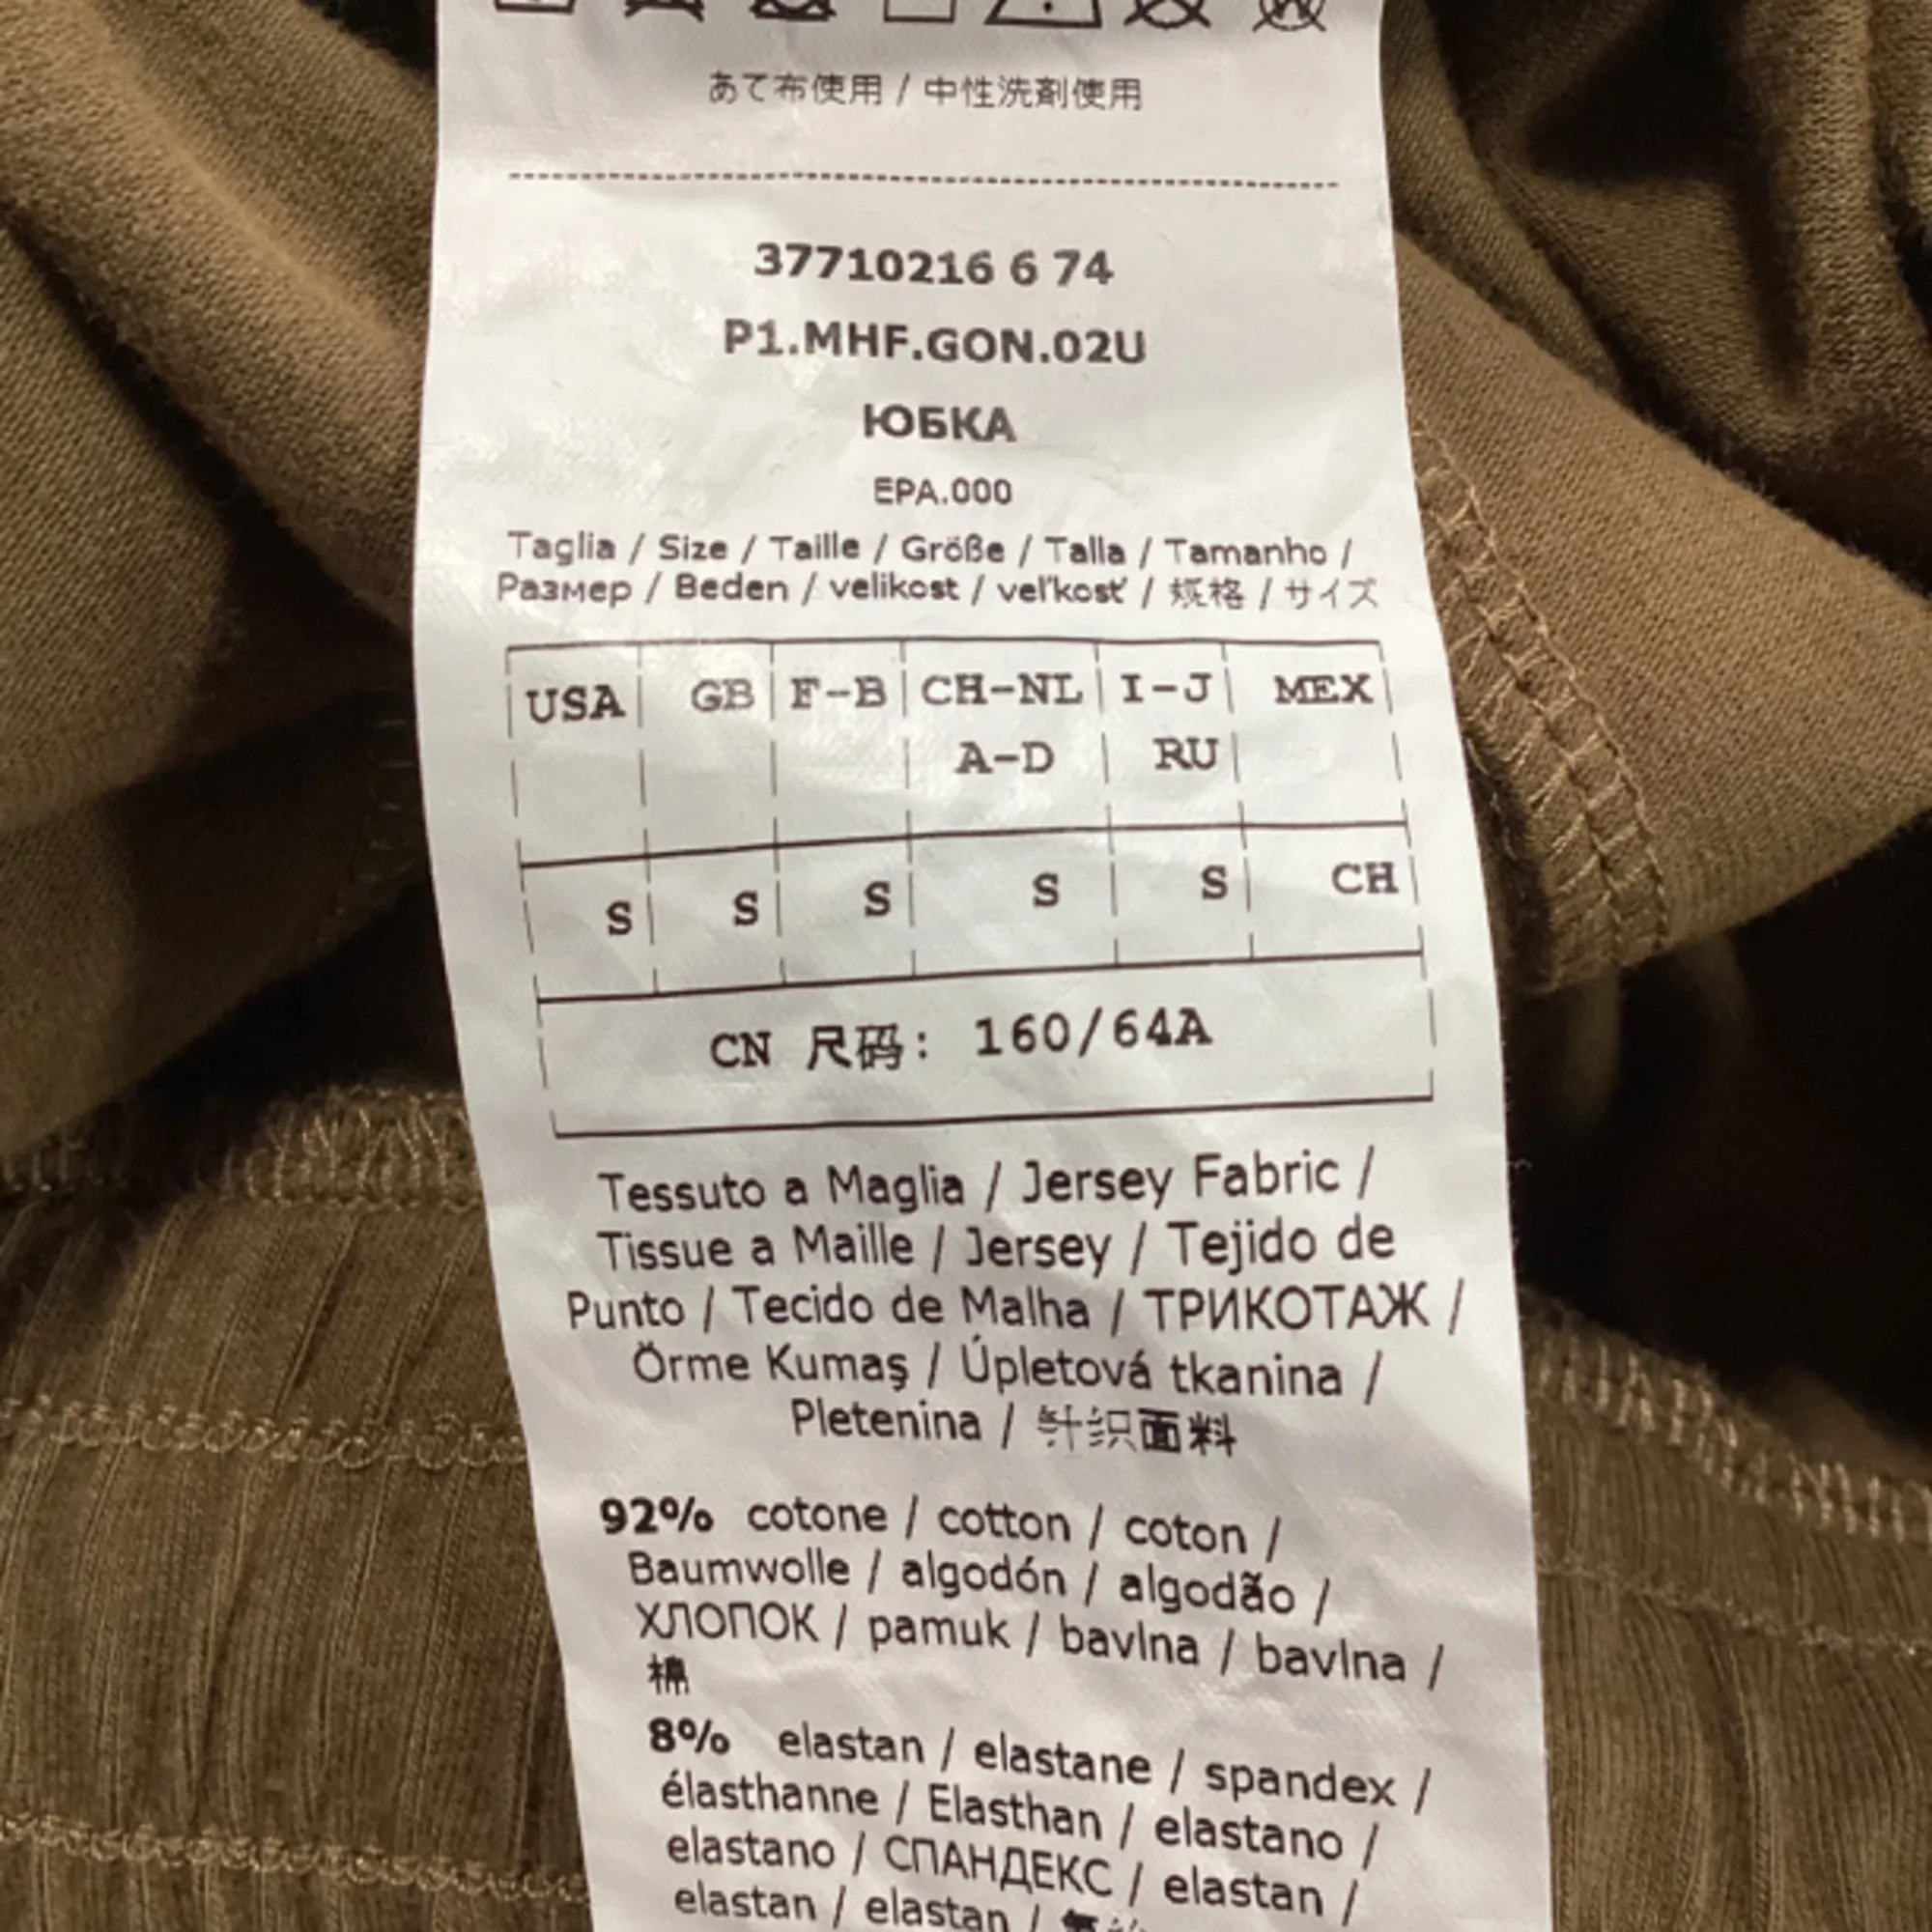 あて布使用 / 中性洗剤使用
37710216 6 74
P1.MHF.GON.02U
ЮБКА
EPA.000
Taglia / Size / Taille / Größe / Talla / Tamanho /
Размер / Beden / velikost / veľkosť / 规格 / サイズ
USA GB F-B CH-NL I-J MEX
A-D RU
S S S S S CH
CN 尺码: 160/64A
Tessuto a Maglia / Jersey Fabric /
Tissue a Maille / Jersey / Tejido de
Punto / Tecido de Malha / ТРИКОТАЖ /
Örme Kumaş / Úpletová tkanina /
Pletenina / 针织面料
92% cotone / cotton / coton /
Baumwolle / algodón / algodão /
ХЛОПОК / pamuk / bavlna / bavlna /
棉
8% elastan / elastane / spandex /
élasthanne / Elasthan / elastano /
elastano / СПАНДЕКС / elastan /
elastan / elastan /